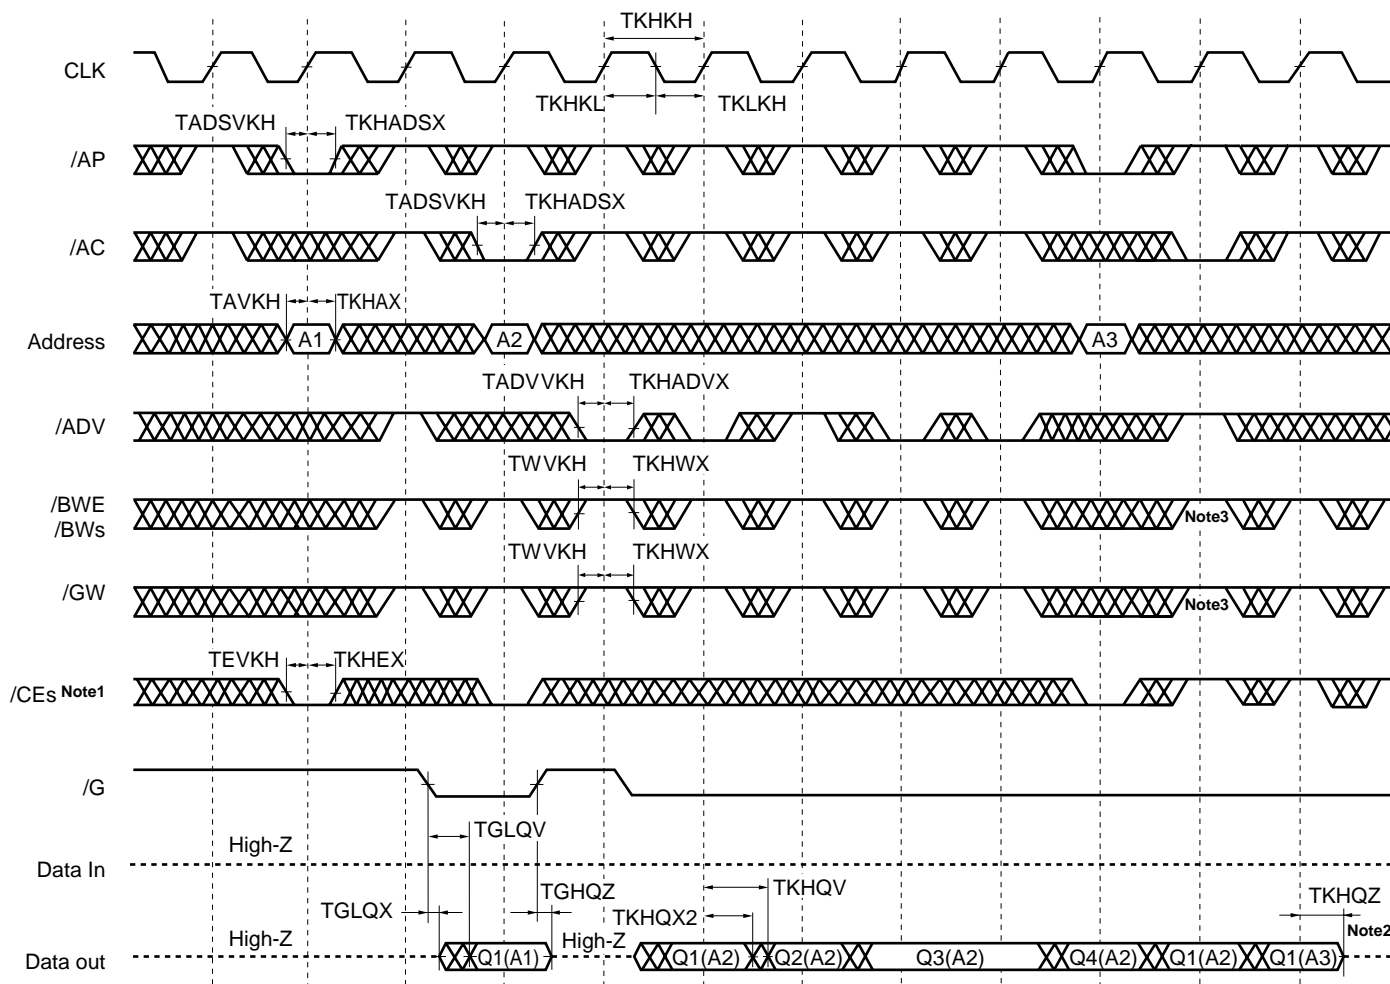 TKHKH
CLK
TKHKL
TKLKH
TADSVKH
TKHADSX
/AP
TADSVKH
TKHADSX
/AC
TAVKH
TKHAX
Address
A1
A2
A3
TADVVKH
TKHADVX
/ADV
TWVKH
TKHWX
/BWE
/BWs
Note3
TWVKH
TKHWX
/GW
Note3
TEVKH
TKHEX
/CEs Note1
/G
TGLQV
High-Z
Data In
TGHQZ
TKHQV
TKHQZ
TGLQX
TKHQX2
Note2
High-Z
High-Z
Data out
Q1(A1)
Q1(A2)
Q2(A2)
Q3(A2)
Q4(A2)
Q1(A2)
Q1(A3)